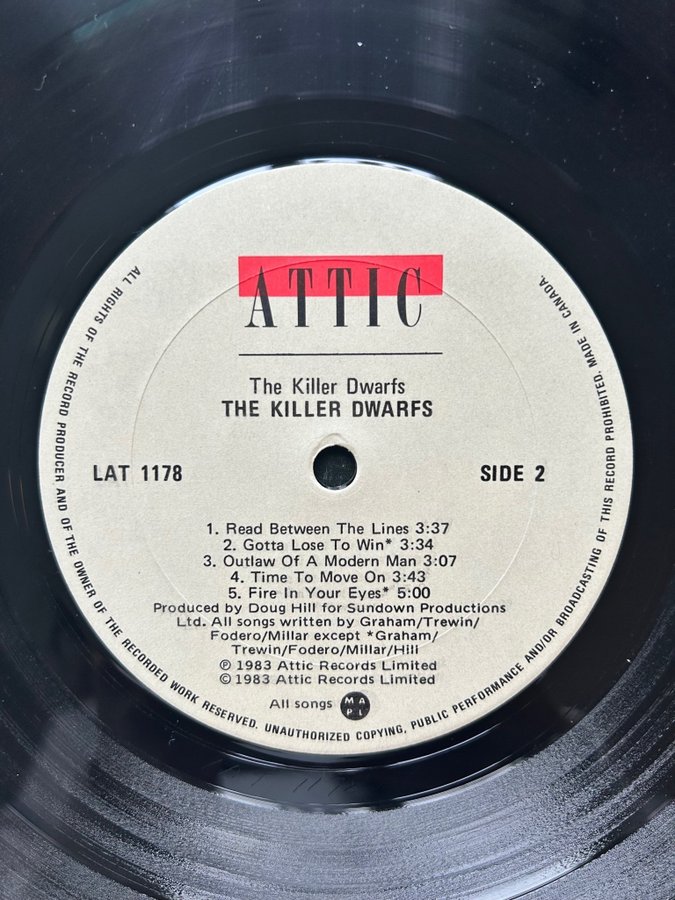 ATTIC
The Killer Dwarfs
THE KILLER DWARFS
LAT 1178
SIDE 2
1. Read Between The Lines 3:37
2. Gotta Lose To Win* 3:34
3. Outlaw Of A Modern Man 3:07
4. Time To Move On 3:43
5. Fire In Your Eyes* 5:00
Produced by Doug Hill for Sundown Productions
Ltd. All songs written by Graham/Trewin/
Fodero/Millar except *Graham/
Trewin/Fodero/Millar/Hill
℗ 1983 Attic Records Limited
© 1983 Attic Records Limited
All songs
M A
P L
ALL RIGHTS OF THE RECORD PRODUCER AND OF THE OWNER OF THE RECORDED WORK RESERVED. UNAUTHORIZED COPYING, PUBLIC PERFORMANCE AND/OR BROADCASTING OF THIS RECORD PROHIBITED. MADE IN CANADA.